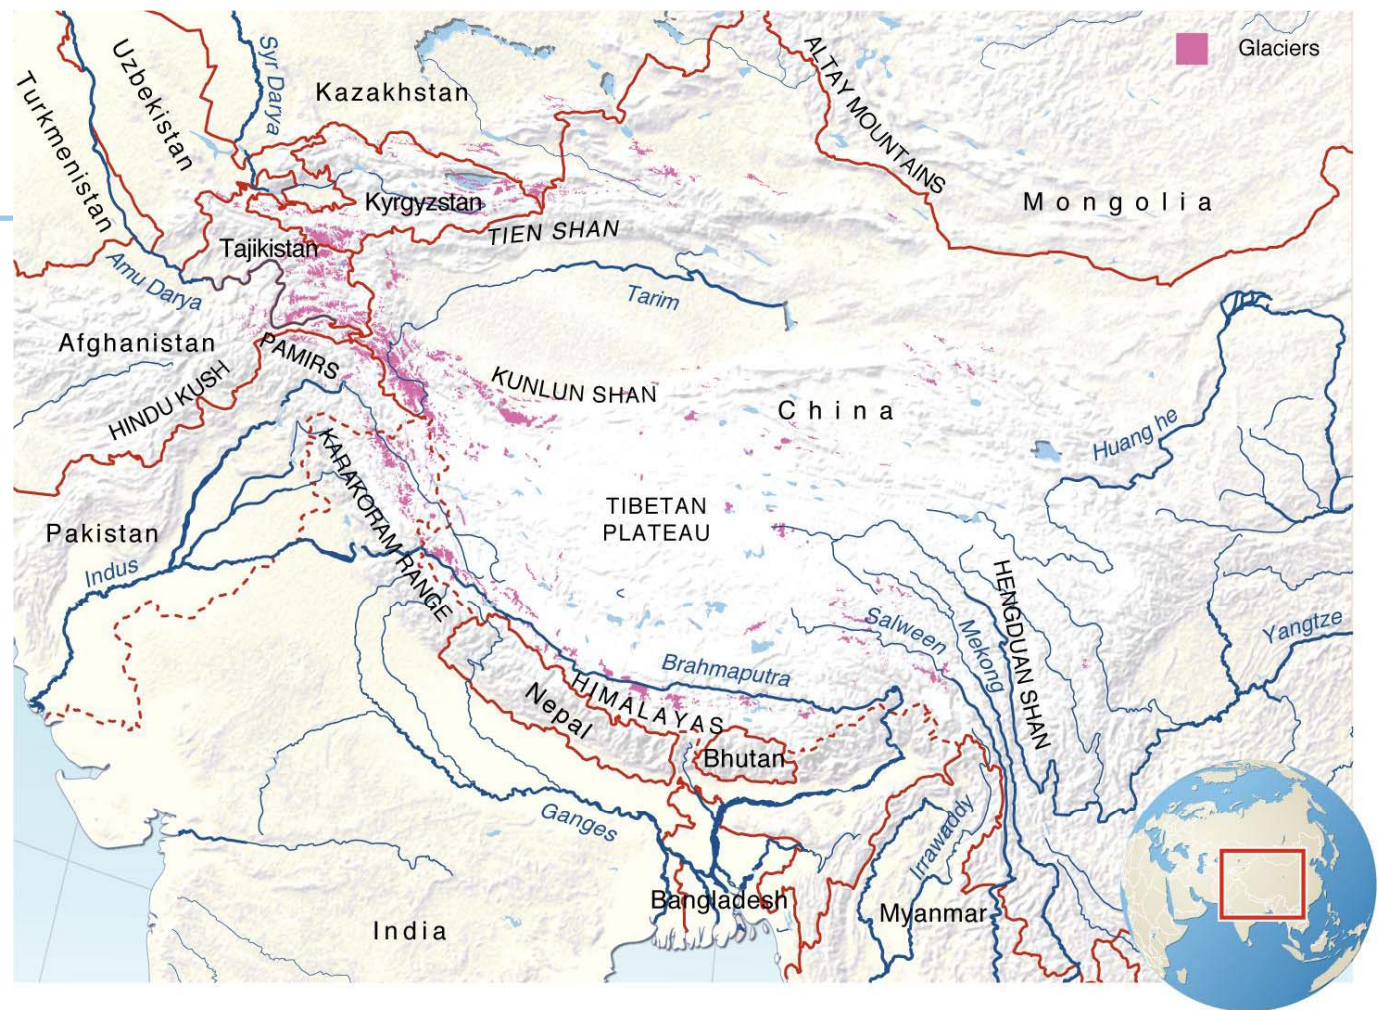 Glaciers
Uzbekistan
Syr Darya
Kazakhstan
ALTAY MOUNTAINS
Turkmenistan
Mongolia
Kyrgyzstan
TIEN SHAN
Tajikistan
Amu Darya
Tarim
Afghanistan
PAMIRS
HINDU KUSH
KUNLUN SHAN
China
Huang he
KARAKORAM RANGE
TIBETAN
PLATEAU
Pakistan
Indus
HENGDUAN SHAN
Salween
Mekong
Yangtze
Brahmaputra
HIMALAYAS
Nepal
Bhutan
Ganges
Irrawaddy
Bangladesh
Myanmar
India